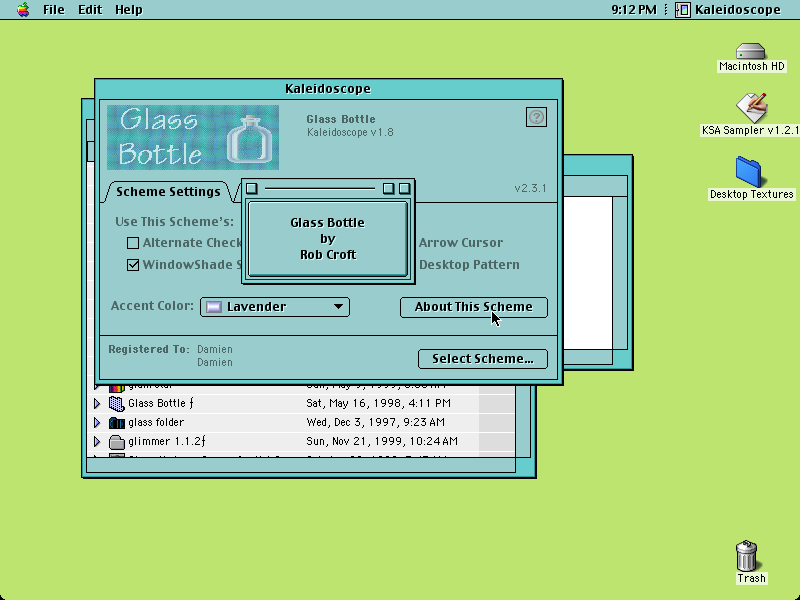 File Edit Help
9:12 PM Kaleidoscope
Macintosh HD
KSA Sampler v1.2.1
Desktop Textures
Trash
Kaleidoscope
Glass
Bottle
Glass Bottle
Kaleidoscope v1.8
?
Scheme Settings
v2.3.1
Use This Scheme's:
Alternate Check
Arrow Cursor
WindowShade S
Desktop Pattern
Glass Bottle
by
Rob Croft
Accent Color: Lavender
About This Scheme
Registered To: Damien
Damien
Select Scheme...
Glass Bottle ƒ Sat, May 16, 1998, 4:11 PM
glass folder Wed, Dec 3, 1997, 9:23 AM
glimmer 1.1.2ƒ Sun, Nov 21, 1999, 10:24 AM